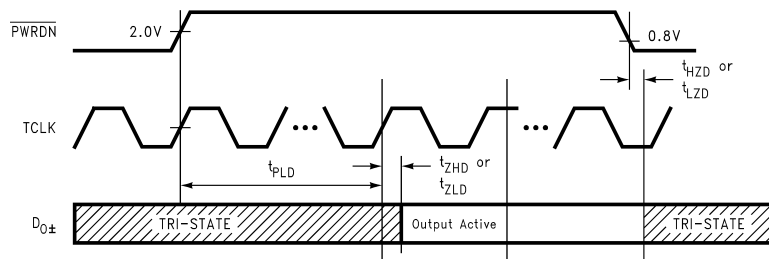 PWRDN
2.0V
0.8V
tHZD or
tLZD
TCLK
•••
•••
tPLD
tZHD or
tZLD
DO±
TRI-STATE
Output Active
TRI-STATE